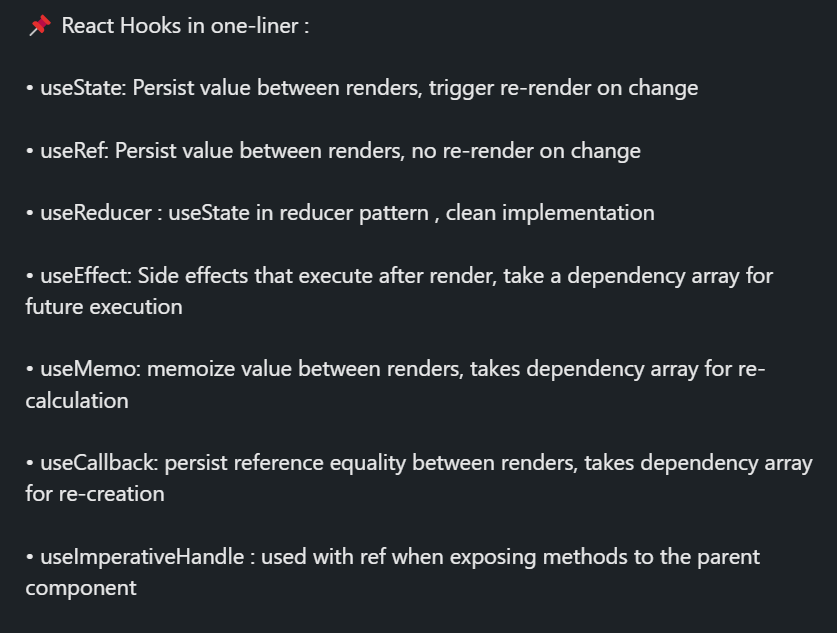 📌 React Hooks in one-liner :
• useState: Persist value between renders, trigger re-render on change
• useRef: Persist value between renders, no re-render on change
• useReducer : useState in reducer pattern , clean implementation
• useEffect: Side effects that execute after render, take a dependency array for
future execution
• useMemo: memoize value between renders, takes dependency array for re-
calculation
• useCallback: persist reference equality between renders, takes dependency array
for re-creation
• useImperativeHandle : used with ref when exposing methods to the parent
component